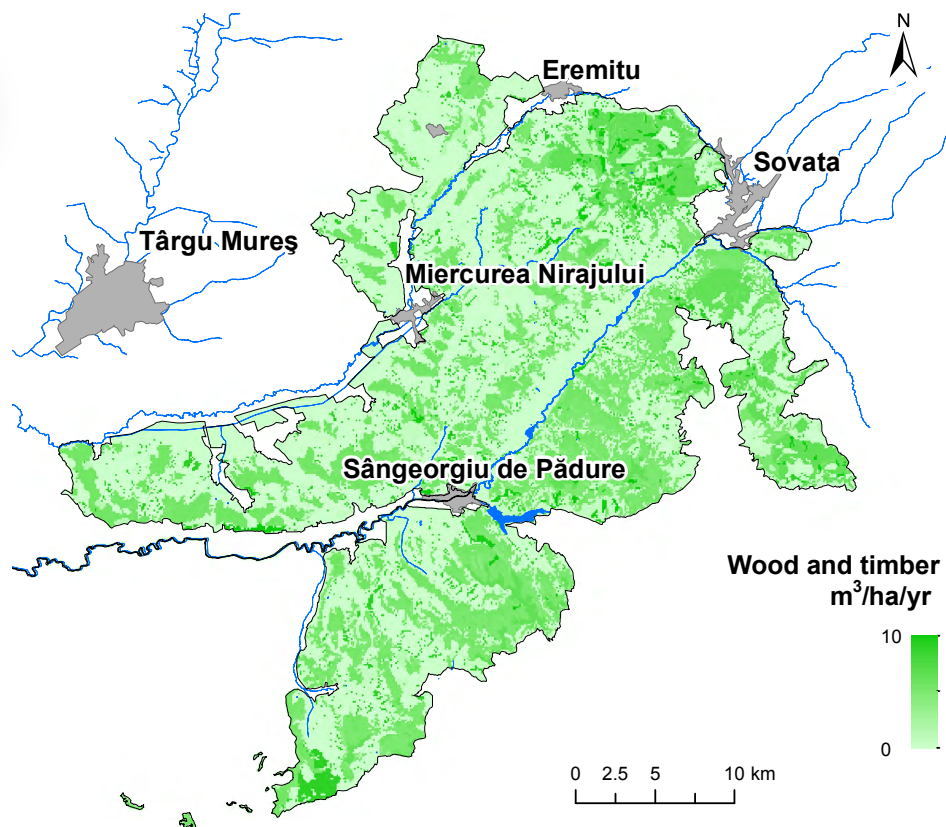 N
Eremitu
Sovata
Târgu Mureş
Miercurea Nirajului
Sângeorgiu de Pădure
Wood and timber
m³/ha/yr
10
0
0 2.5 5 10 km